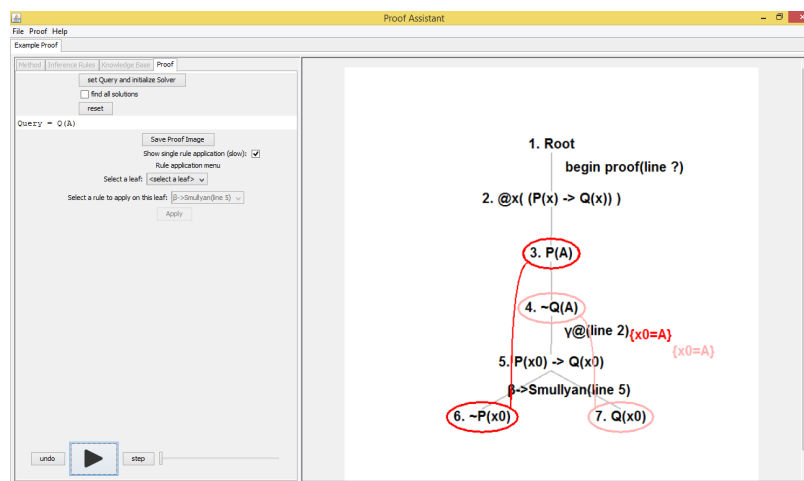 Proof Assistant
File Proof Help
Example Proof
Method Inference Rules Knowledge Base Proof
set Query and initialize Solver
find all solutions
reset
Query = Q(A)
Save Proof Image
Show single rule application (slow):
Rule application menu
Select a leaf: <select a leaf>
Select a rule to apply on this leaf: β->Smullyan(line 5)
Apply
undo step
1. Root
begin proof(line ?)
2. @x( (P(x) -> Q(x)) )
3. P(A)
4. ~Q(A)
γ@(line 2){x0=A}
{x0=A}
5. P(x0) -> Q(x0)
β->Smullyan(line 5)
6. ~P(x0) 7. Q(x0)